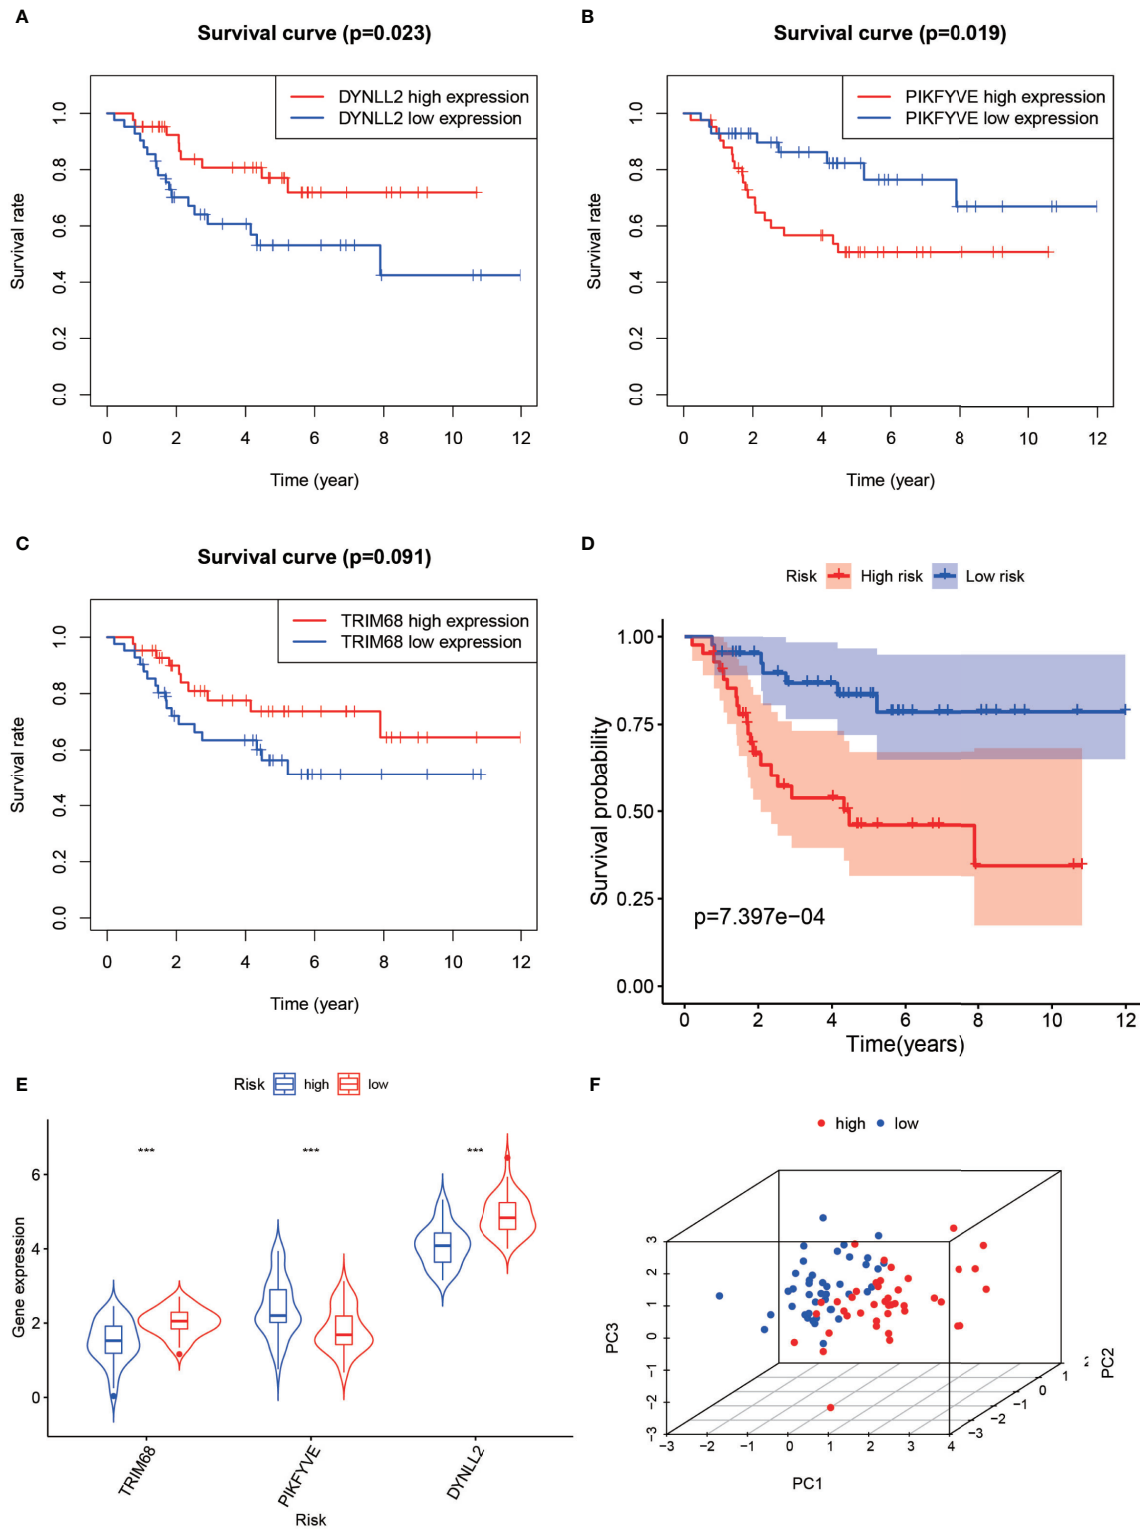 A
Survival curve (p=0.023)
DYNLL2 high expression
DYNLL2 low expression
Survival rate
1.0
0.8
0.6
0.4
0.2
0.0
0 2 4 6 8 10 12
Time (year)
B
Survival curve (p=0.019)
PIKFYVE high expression
PIKFYVE low expression
Survival rate
1.0
0.8
0.6
0.4
0.2
0.0
0 2 4 6 8 10 12
Time (year)
C
Survival curve (p=0.091)
TRIM68 high expression
TRIM68 low expression
Survival rate
1.0
0.8
0.6
0.4
0.2
0.0
0 2 4 6 8 10 12
Time (year)
D
Risk High risk Low risk
Survival probability
1.00
0.75
0.50
0.25
0.00
p=7.397e−04
0 2 4 6 8 10 12
Time(years)
E
Risk high low
Gene expression
6
4
2
0
*** *** ***
TRIM68 PIKFYVE DYNLL2
Risk
F
high low
PC3
3
2
1
0
−1
−2
−3
−3 −2 −1 0 1 2 3 4
PC1
−3
−2
−1
0
1
PC2